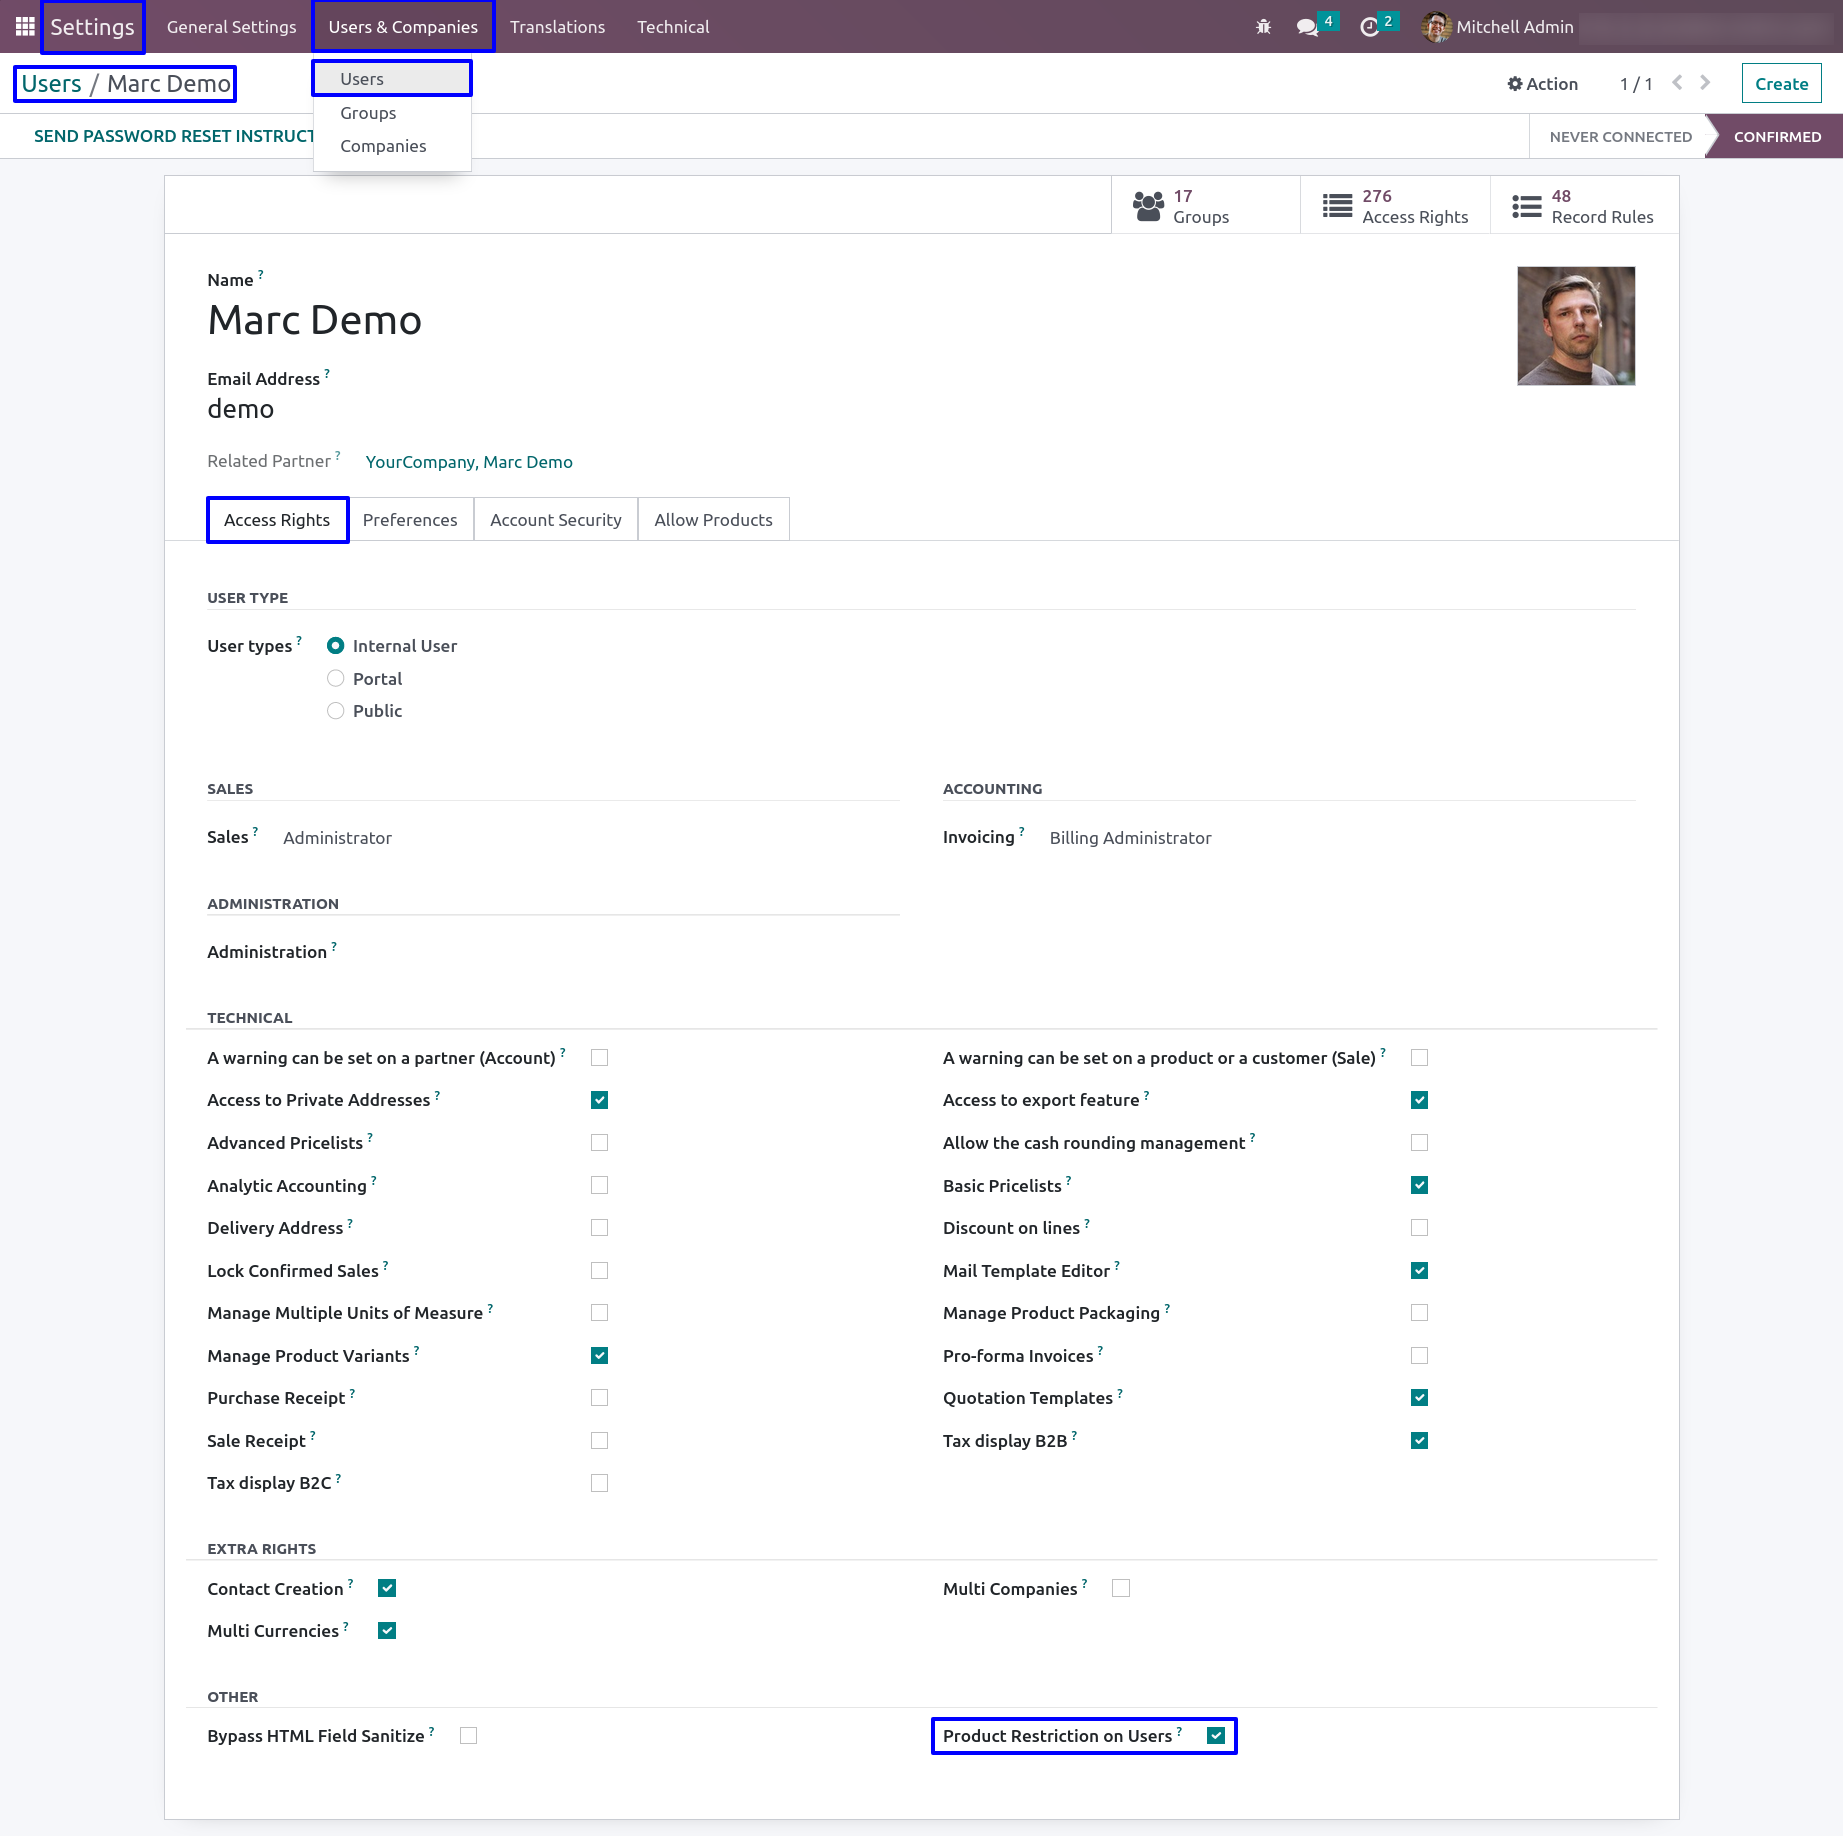 Settings General Settings Users & Companies Translations Technical 4 2 Mitchell Admin
Users / Marc Demo Action 1 / 1 Create
Users
Groups
Companies
SEND PASSWORD RESET INSTRUCT NEVER CONNECTED CONFIRMED
17 Groups
276 Access Rights
48 Record Rules
Name ?
Marc Demo
Email Address ?
demo
Related Partner ? YourCompany, Marc Demo
Access Rights Preferences Account Security Allow Products
USER TYPE
User types ? Internal User
Portal
Public
SALES ACCOUNTING
Sales ? Administrator Invoicing ? Billing Administrator
ADMINISTRATION
Administration ?
TECHNICAL
A warning can be set on a partner (Account) ? A warning can be set on a product or a customer (Sale) ?
Access to Private Addresses ? Access to export feature ?
Advanced Pricelists ? Allow the cash rounding management ?
Analytic Accounting ? Basic Pricelists ?
Delivery Address ? Discount on lines ?
Lock Confirmed Sales ? Mail Template Editor ?
Manage Multiple Units of Measure ? Manage Product Packaging ?
Manage Product Variants ? Pro-forma Invoices ?
Purchase Receipt ? Quotation Templates ?
Sale Receipt ? Tax display B2B ?
Tax display B2C ?
EXTRA RIGHTS
Contact Creation ? Multi Companies ?
Multi Currencies ?
OTHER
Bypass HTML Field Sanitize ? Product Restriction on Users ?